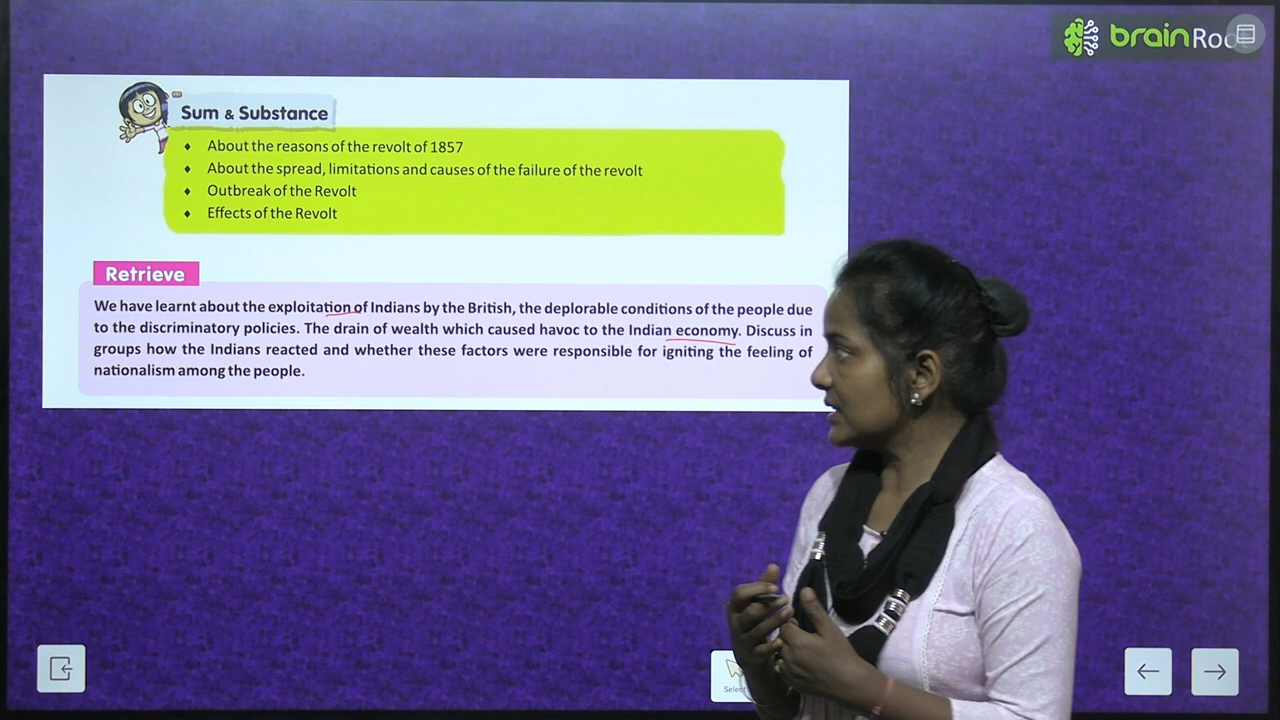 brainRo
Sum & Substance
♦ About the reasons of the revolt of 1857
♦ About the spread, limitations and causes of the failure of the revolt
♦ Outbreak of the Revolt
♦ Effects of the Revolt
Retrieve
We have learnt about the exploitation of Indians by the British, the deplorable conditions of the people due
to the discriminatory policies. The drain of wealth which caused havoc to the Indian economy. Discuss in
groups how the Indians reacted and whether these factors were responsible for igniting the feeling of
nationalism among the people.
Select